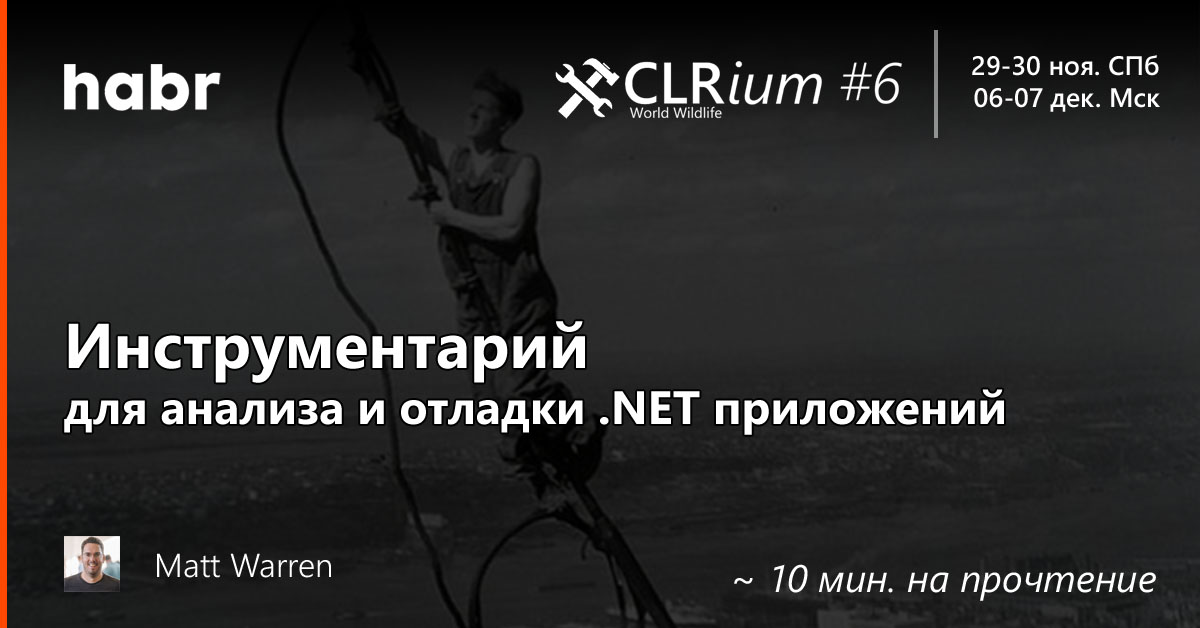 habr
CLRium #6
World Wildlife
29-30 ноя. СПб
06-07 дек. Мск
Инструментарий
для анализа и отладки .NET приложений
Matt Warren
~ 10 мин. на прочтение